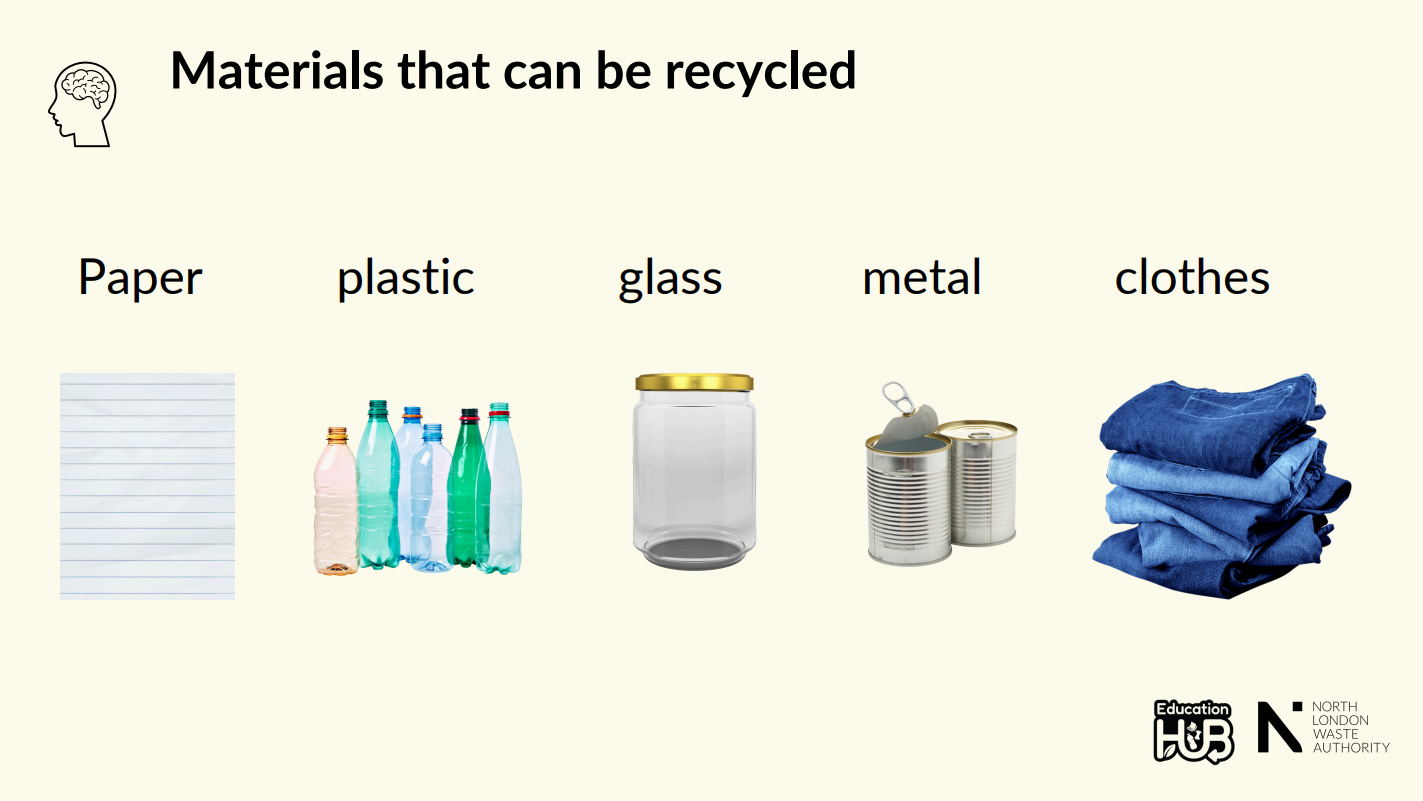 Materials that can be recycled
Paper plastic glass metal clothes
Education
HUB
NORTH
LONDON
WASTE
AUTHORITY